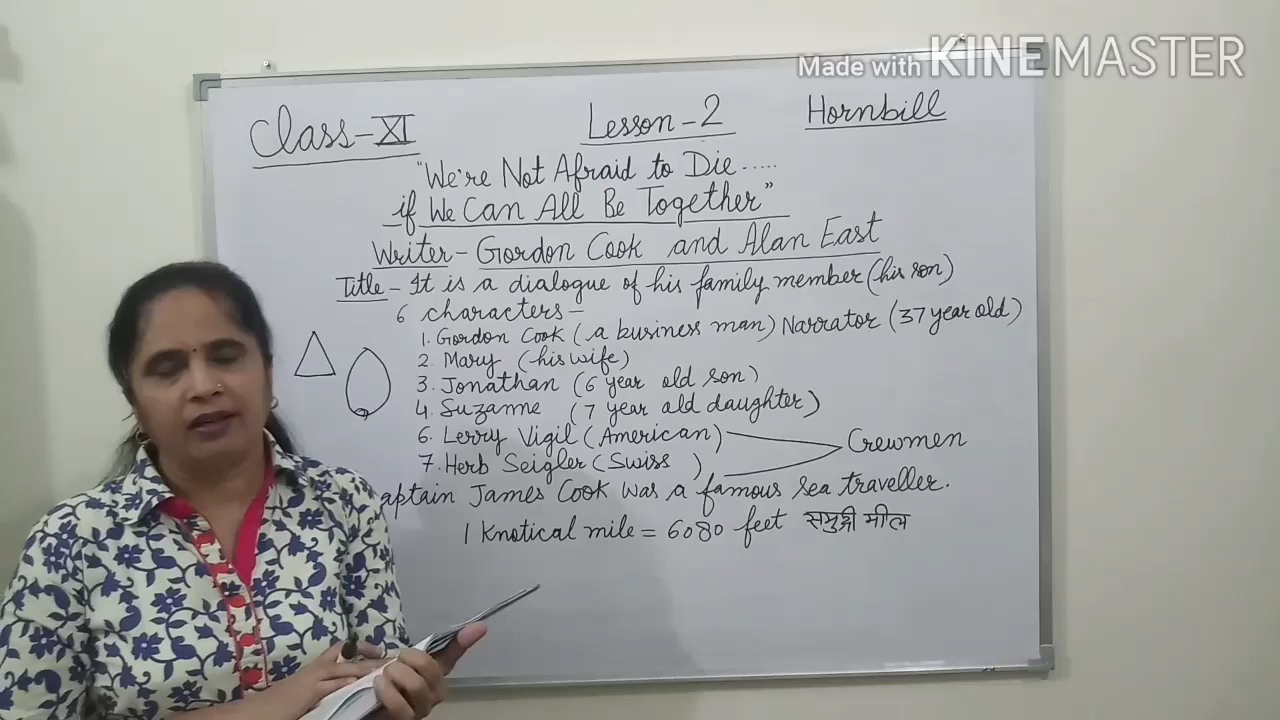 Made with KINEMASTER
Class-XI Lesson-2 Hornbill
"We're Not Afraid to Die.....
if We Can All Be Together"
Writer- Gordon Cook and Alan East
Title- It is a dialogue of his family member (his son)
6 characters-
1. Gordon Cook (a business man) Narrator (37 year old)
2. Mary (his wife)
3. Jonathan (6 year old son)
4. Suzanne (7 year old daughter)
6. Lerry Vigil (American) Crewmen
7. Herb Seigler (Swiss)
aptain James Cook was a famous sea traveller.
1 Knotical mile = 6080 feet समुद्री मील